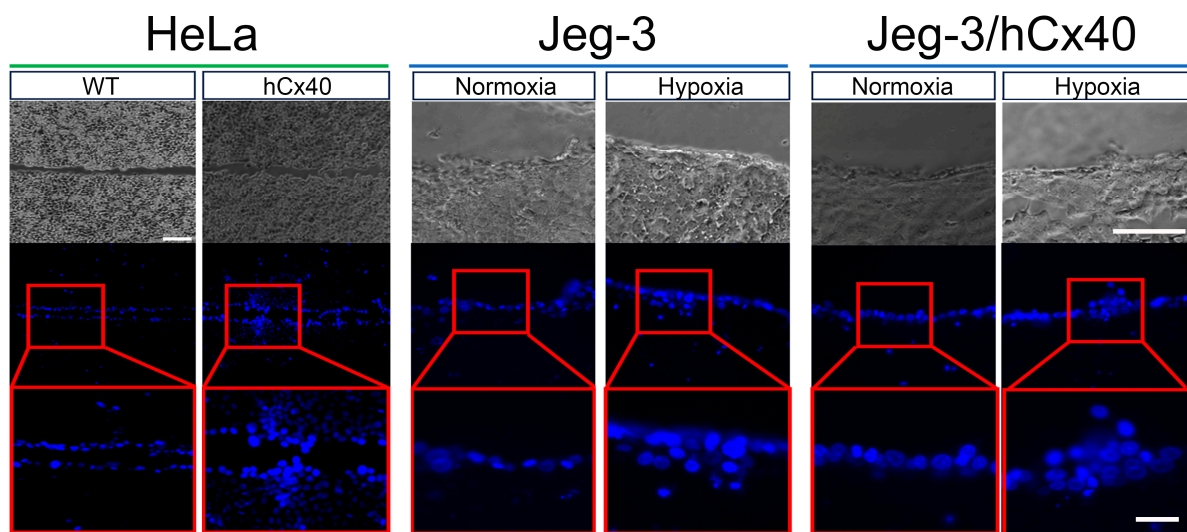 HeLa
Jeg-3
Jeg-3/hCx40
WT
hCx40
Normoxia
Hypoxia
Normoxia
Hypoxia